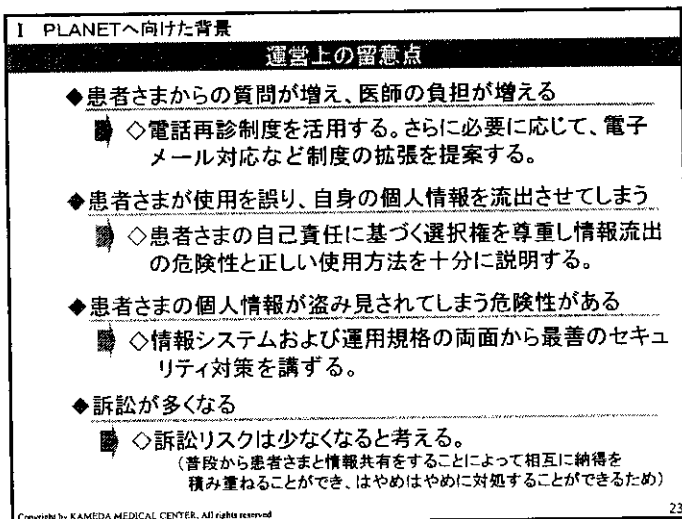 I PLANETへ向けた背景
運営上の留意点
◆患者さまからの質問が増え、医師の負担が増える
◇電話再診制度を活用する。さらに必要に応じて、電子
メール対応など制度の拡張を提案する。
◆患者さまが使用を誤り、自身の個人情報を流出させてしまう
◇患者さまの自己責任に基づく選択権を尊重し情報流出
の危険性と正しい使用方法を十分に説明する。
◆患者さまの個人情報が盗み見されてしまう危険性がある
◇情報システムおよび運用規格の両面から最善のセキュ
リティ対策を講ずる。
◆訴訟が多くなる
◇訴訟リスクは少なくなると考える。
（普段から患者さまと情報共有をすることによって相互に納得を
積み重ねることができ、はやめはやめに対処することができるため）
Copyright by KAMEDA MEDICAL CENTER, All rights reserved
23